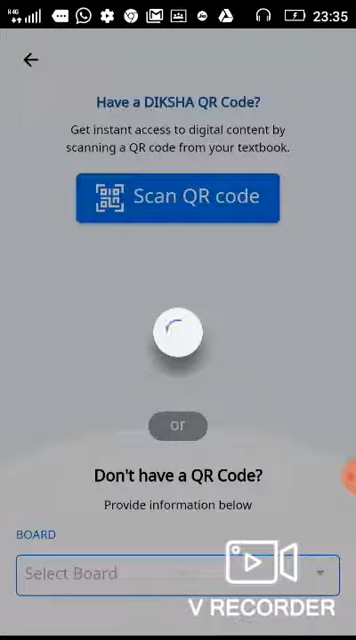 R4G
23:35
Have a DIKSHA QR Code?
Get instant access to digital content by
scanning a QR code from your textbook.
Scan QR code
or
Don't have a QR Code?
Provide information below
BOARD
Select Board
V RECORDER